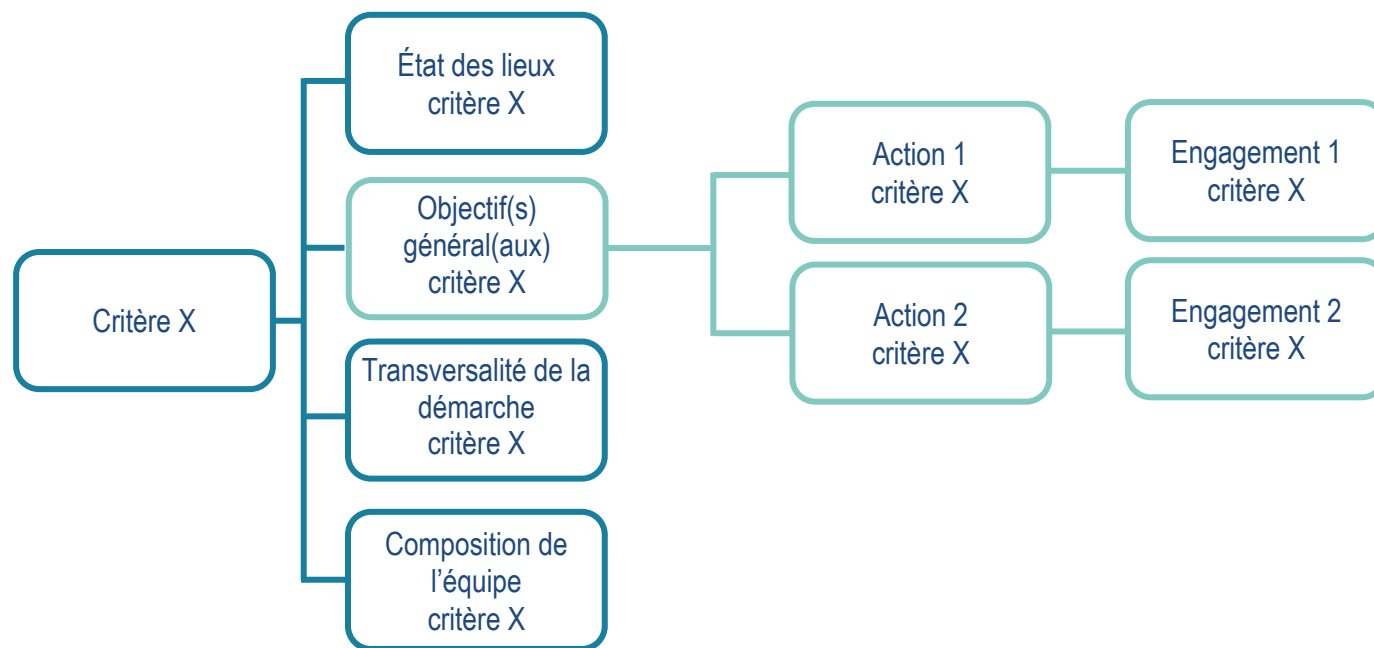 Critère X
État des lieux
critère X
Objectif(s)
général(aux)
critère X
Transversalité de la
démarche
critère X
Composition de
l’équipe
critère X
Action 1
critère X
Action 2
critère X
Engagement 1
critère X
Engagement 2
critère X